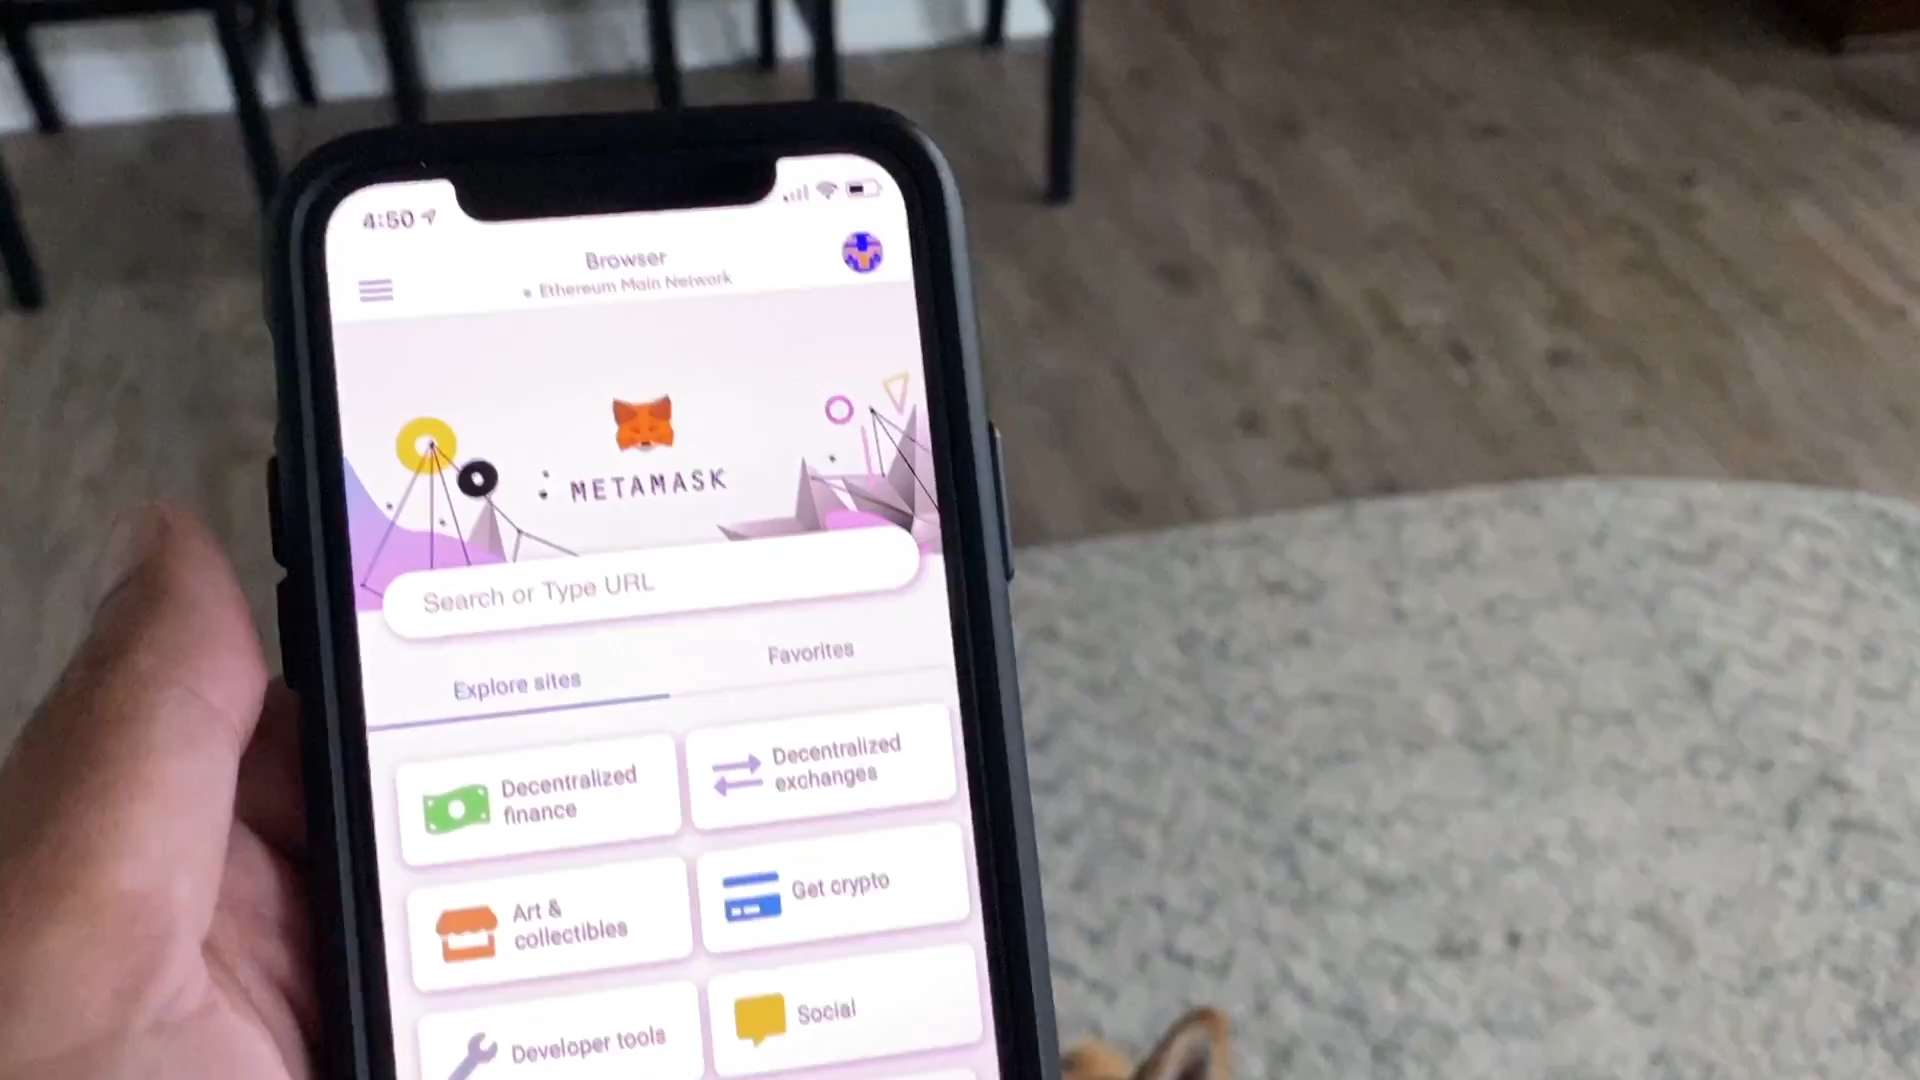 4:50
Browser
Ethereum Main Network
METAMASK
Search or Type URL
Explore sites
Favorites
Decentralized
finance
Decentralized
exchanges
Art &
collectibles
Get crypto
Developer tools
Social